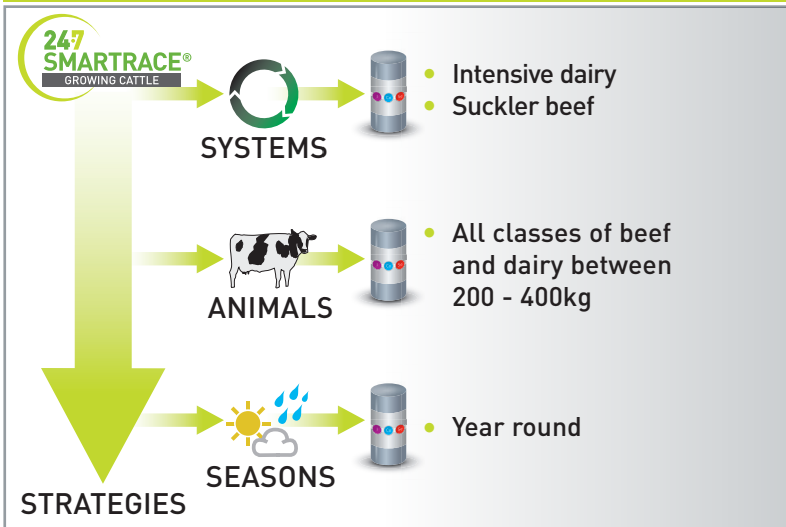 24·7
SMARTRACE®
GROWING CATTLE
SYSTEMS
• Intensive dairy
• Suckler beef
ANIMALS
• All classes of beef
and dairy between
200 - 400kg
SEASONS
• Year round
STRATEGIES